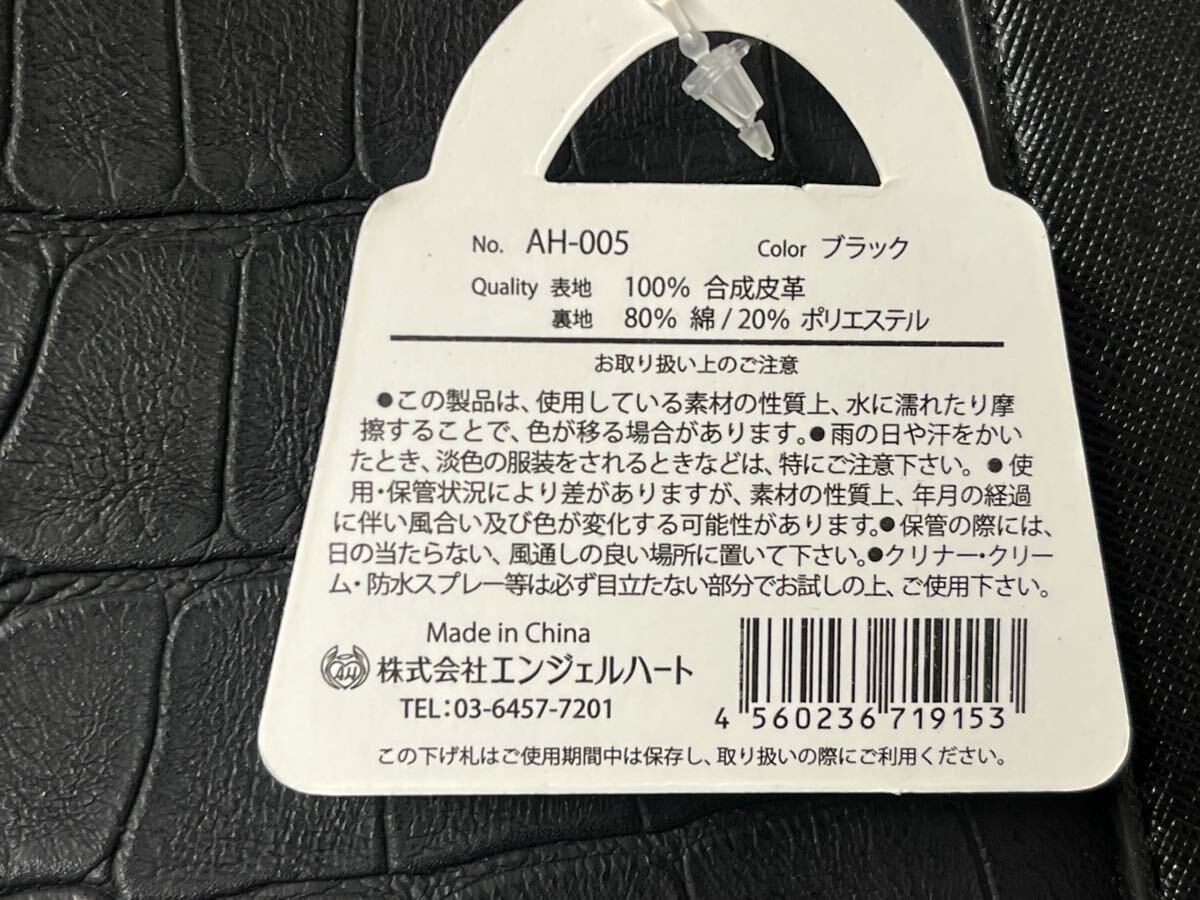 No. AH-005 Color ブラック
Quality 表地 100% 合成皮革
裏地 80% 綿/20% ポリエステル
お取り扱い上のご注意
●この製品は、使用している素材の性質上、水に濡れたり摩
擦することで、色が移る場合があります。●雨の日や汗をかい
たとき、淡色の服装をされるときなどは、特にご注意下さい。●使
用・保管状況により差がありますが、素材の性質上、年月の経過
に伴い風合い及び色が変化する可能性があります。●保管の際には、
日の当たらない、風通しの良い場所に置いて下さい。●クリナー・クリー
ム・防水スプレー等は必ず目立たない部分でお試しの上、ご使用下さい。
Made in China
AH 株式会社エンジェルハート
TEL:03-6457-7201
4 560236 719153
この下げ札はご使用期間中は保存し、取り扱いの際にご利用ください。